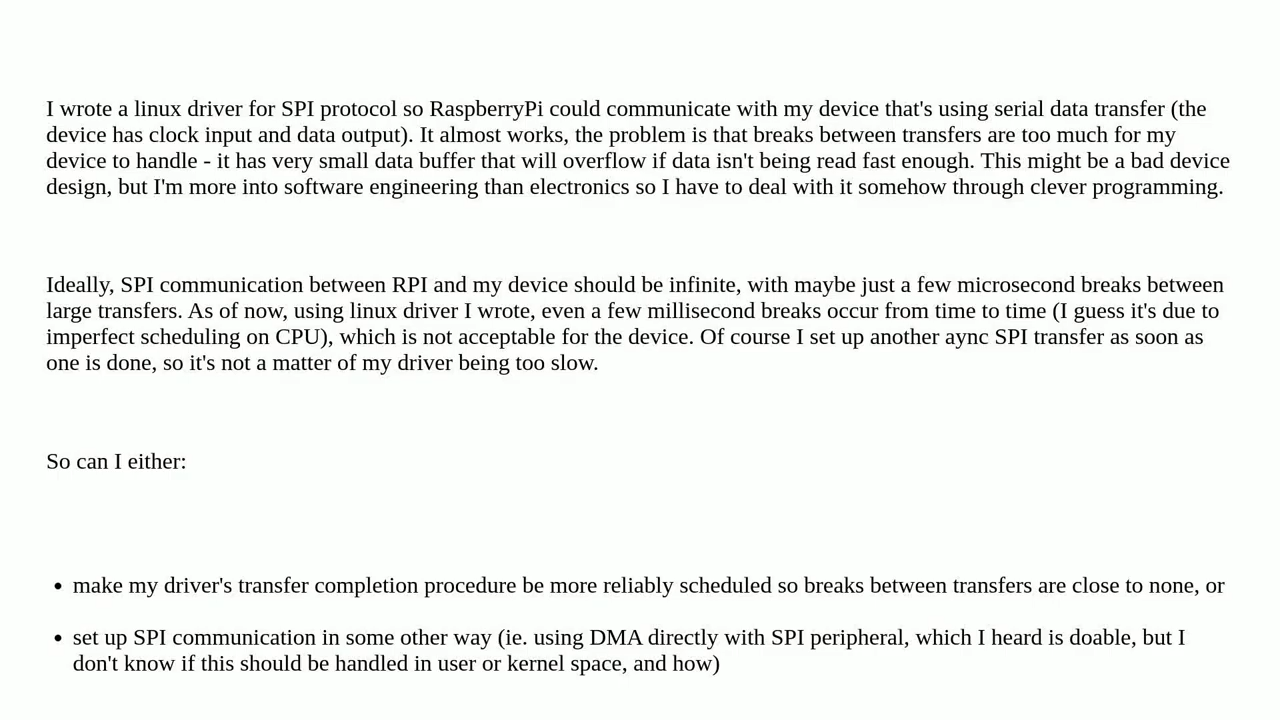 I wrote a linux driver for SPI protocol so RaspberryPi could communicate with my device that's using serial data transfer (the
device has clock input and data output). It almost works, the problem is that breaks between transfers are too much for my
device to handle - it has very small data buffer that will overflow if data isn't being read fast enough. This might be a bad device
design, but I'm more into software engineering than electronics so I have to deal with it somehow through clever programming.
Ideally, SPI communication between RPI and my device should be infinite, with maybe just a few microsecond breaks between
large transfers. As of now, using linux driver I wrote, even a few millisecond breaks occur from time to time (I guess it's due to
imperfect scheduling on CPU), which is not acceptable for the device. Of course I set up another aync SPI transfer as soon as
one is done, so it's not a matter of my driver being too slow.
So can I either:
• make my driver's transfer completion procedure be more reliably scheduled so breaks between transfers are close to none, or
• set up SPI communication in some other way (ie. using DMA directly with SPI peripheral, which I heard is doable, but I
don't know if this should be handled in user or kernel space, and how)